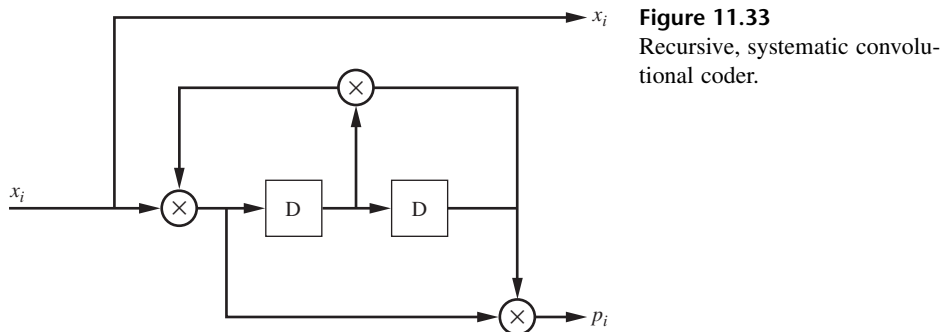 x_i
Figure 11.33
Recursive, systematic convolu-
tional coder.
×
x_i
×
D
D
×
p_i